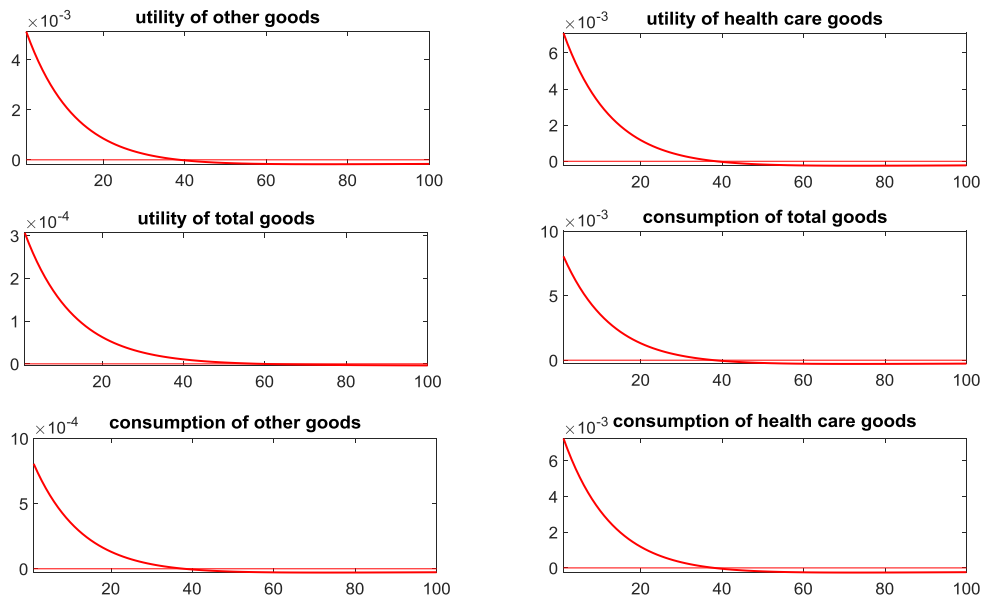 ×10-3 utility of other goods
4
2
0
20 40 60 80 100
×10-3 utility of health care goods
6
4
2
0
20 40 60 80 100
×10-4 utility of total goods
3
2
1
0
20 40 60 80 100
×10-3 consumption of total goods
10
5
0
20 40 60 80 100
×10-4 consumption of other goods
10
5
0
20 40 60 80 100
×10-3 consumption of health care goods
6
4
2
0
20 40 60 80 100